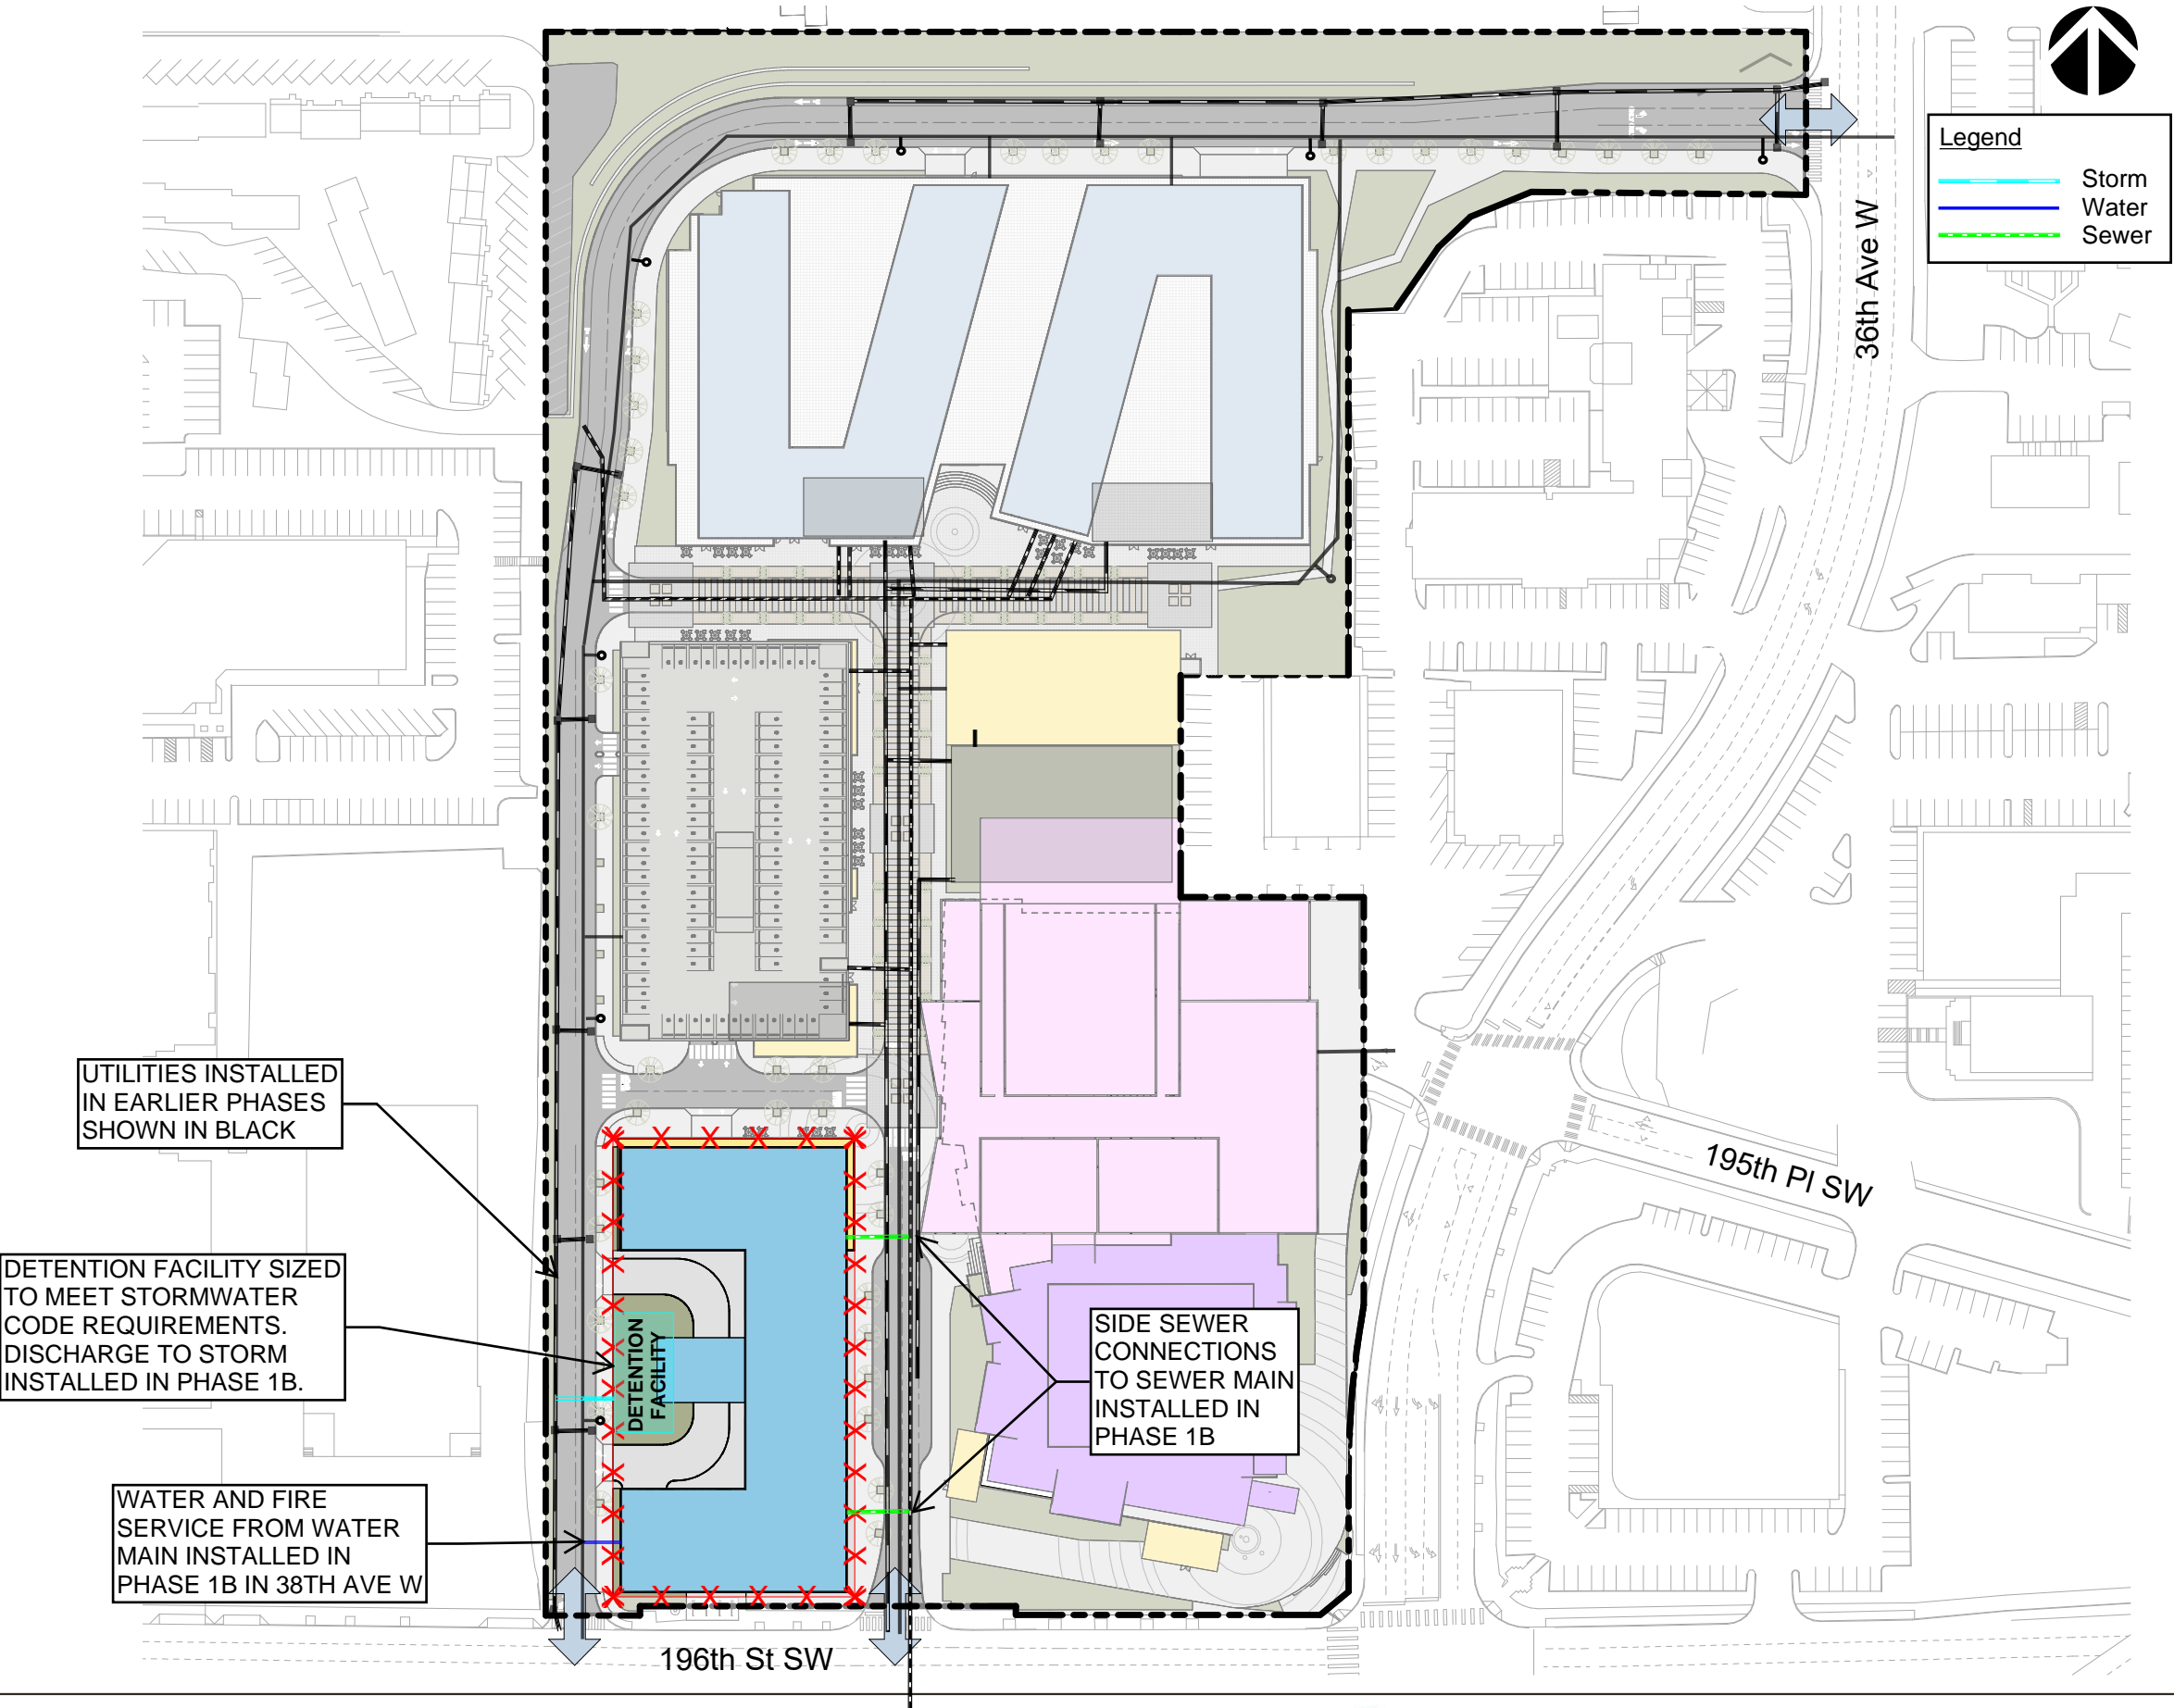 Legend
Storm
Water
Sewer
36th Ave W
195th Pl SW
UTILITIES INSTALLED
IN EARLIER PHASES
SHOWN IN BLACK
DETENTION FACILITY SIZED
TO MEET STORMWATER
CODE REQUIREMENTS.
DISCHARGE TO STORM
INSTALLED IN PHASE 1B.
DETENTION
FACILITY
SIDE SEWER
CONNECTIONS
TO SEWER MAIN
INSTALLED IN
PHASE 1B
WATER AND FIRE
SERVICE FROM WATER
MAIN INSTALLED IN
PHASE 1B IN 38TH AVE W
196th St SW